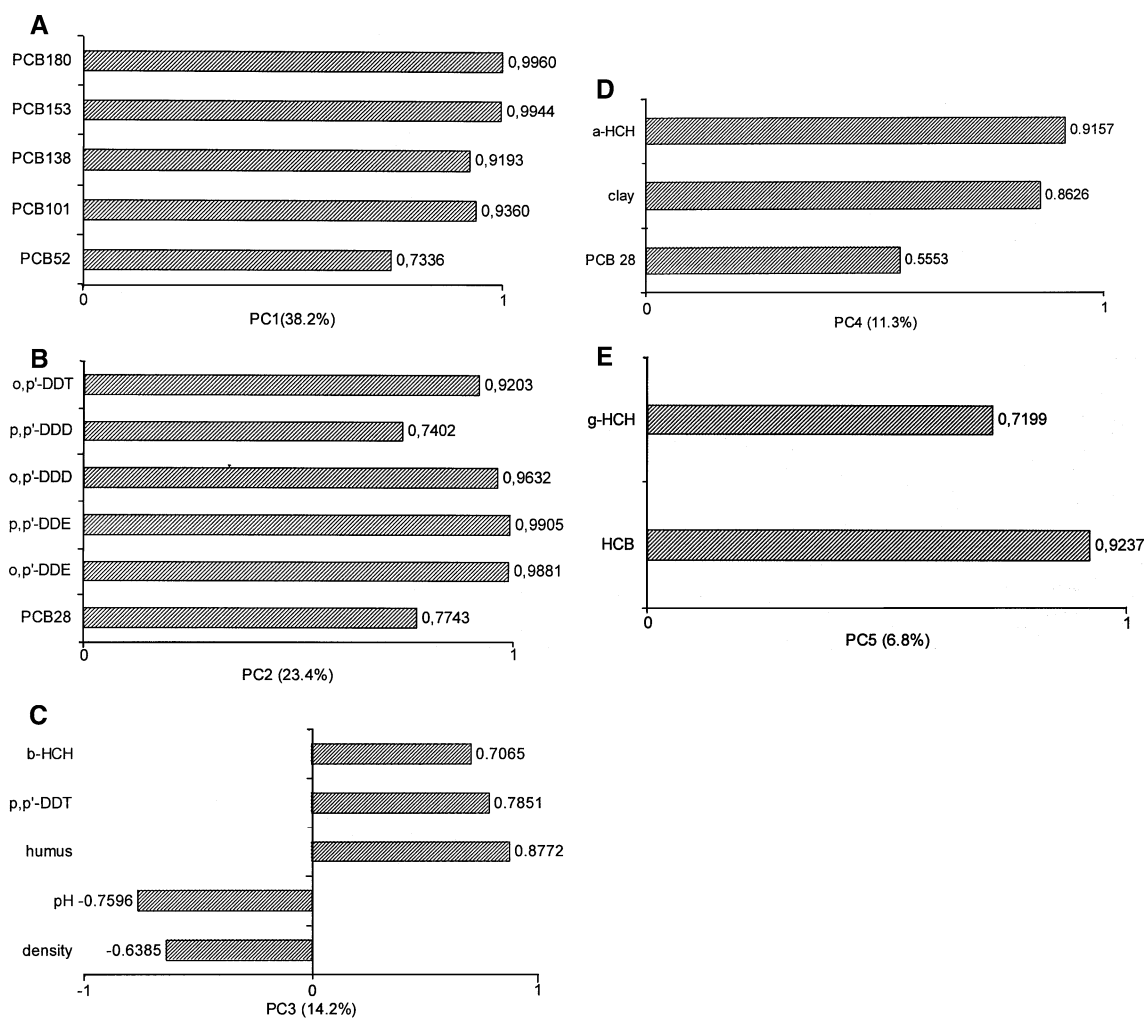 A
PCB180 0,9960
PCB153 0,9944
PCB138 0,9193
PCB101 0,9360
PCB52 0,7336
0 1
PC1(38.2%)
B
o,p'-DDT 0,9203
p,p'-DDD 0,7402
o,p'-DDD 0,9632
p,p'-DDE 0,9905
o,p'-DDE 0,9881
PCB28 0,7743
0 1
PC2 (23.4%)
C
b-HCH 0.7065
p,p'-DDT 0.7851
humus 0.8772
pH -0.7596
density -0.6385
-1 0 1
PC3 (14.2%)
D
a-HCH 0.9157
clay 0.8626
PCB 28 0.5553
0 1
PC4 (11.3%)
E
g-HCH 0,7199
HCB 0,9237
0 1
PC5 (6.8%)